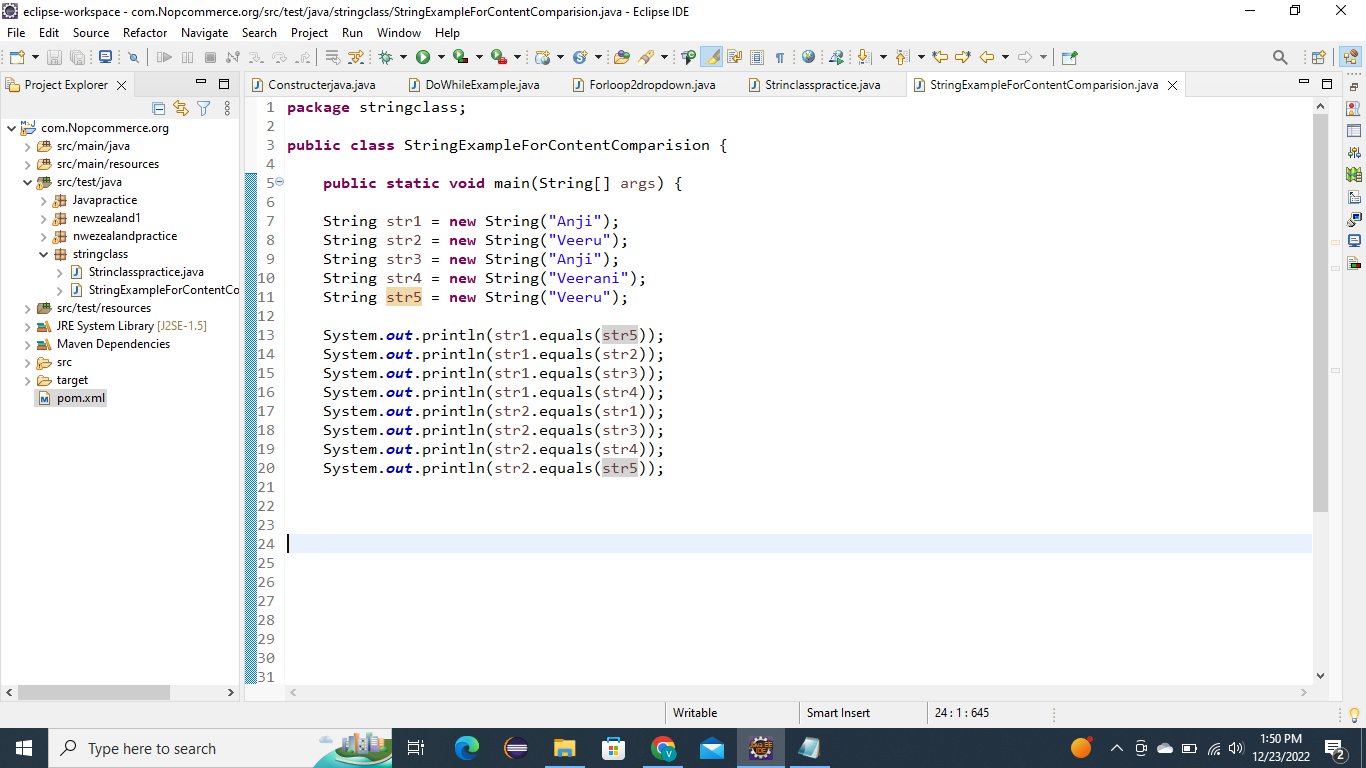 eclipse-workspace - com.Nopcommerce.org/src/test/java/stringclass/StringExampleForContentComparision.java - Eclipse IDE
File Edit Source Refactor Navigate Search Project Run Window Help
Project Explorer
Constructerjava.java DoWhileExample.java Forloop2dropdown.java Strinclasspractice.java StringExampleForContentComparision.java
com.Nopcommerce.org
src/main/java
src/main/resources
src/test/java
Javapractice
newzealand1
nwezealandpractice
stringclass
Strinclasspractice.java
StringExampleForContentCo
src/test/resources
JRE System Library [J2SE-1.5]
Maven Dependencies
src
target
pom.xml
1 package stringclass;
2
3 public class StringExampleForContentComparision {
4
5 public static void main(String[] args) {
6
7 String str1 = new String("Anji");
8 String str2 = new String("Veeru");
9 String str3 = new String("Anji");
10 String str4 = new String("Veerani");
11 String str5 = new String("Veeru");
12
13 System.out.println(str1.equals(str5));
14 System.out.println(str1.equals(str2));
15 System.out.println(str1.equals(str3));
16 System.out.println(str1.equals(str4));
17 System.out.println(str2.equals(str1));
18 System.out.println(str2.equals(str3));
19 System.out.println(str2.equals(str4));
20 System.out.println(str2.equals(str5));
21
22
23
24
25
26
27
28
29
30
31
Writable Smart Insert 24 : 1 : 645
Type here to search
1:50 PM
12/23/2022
2